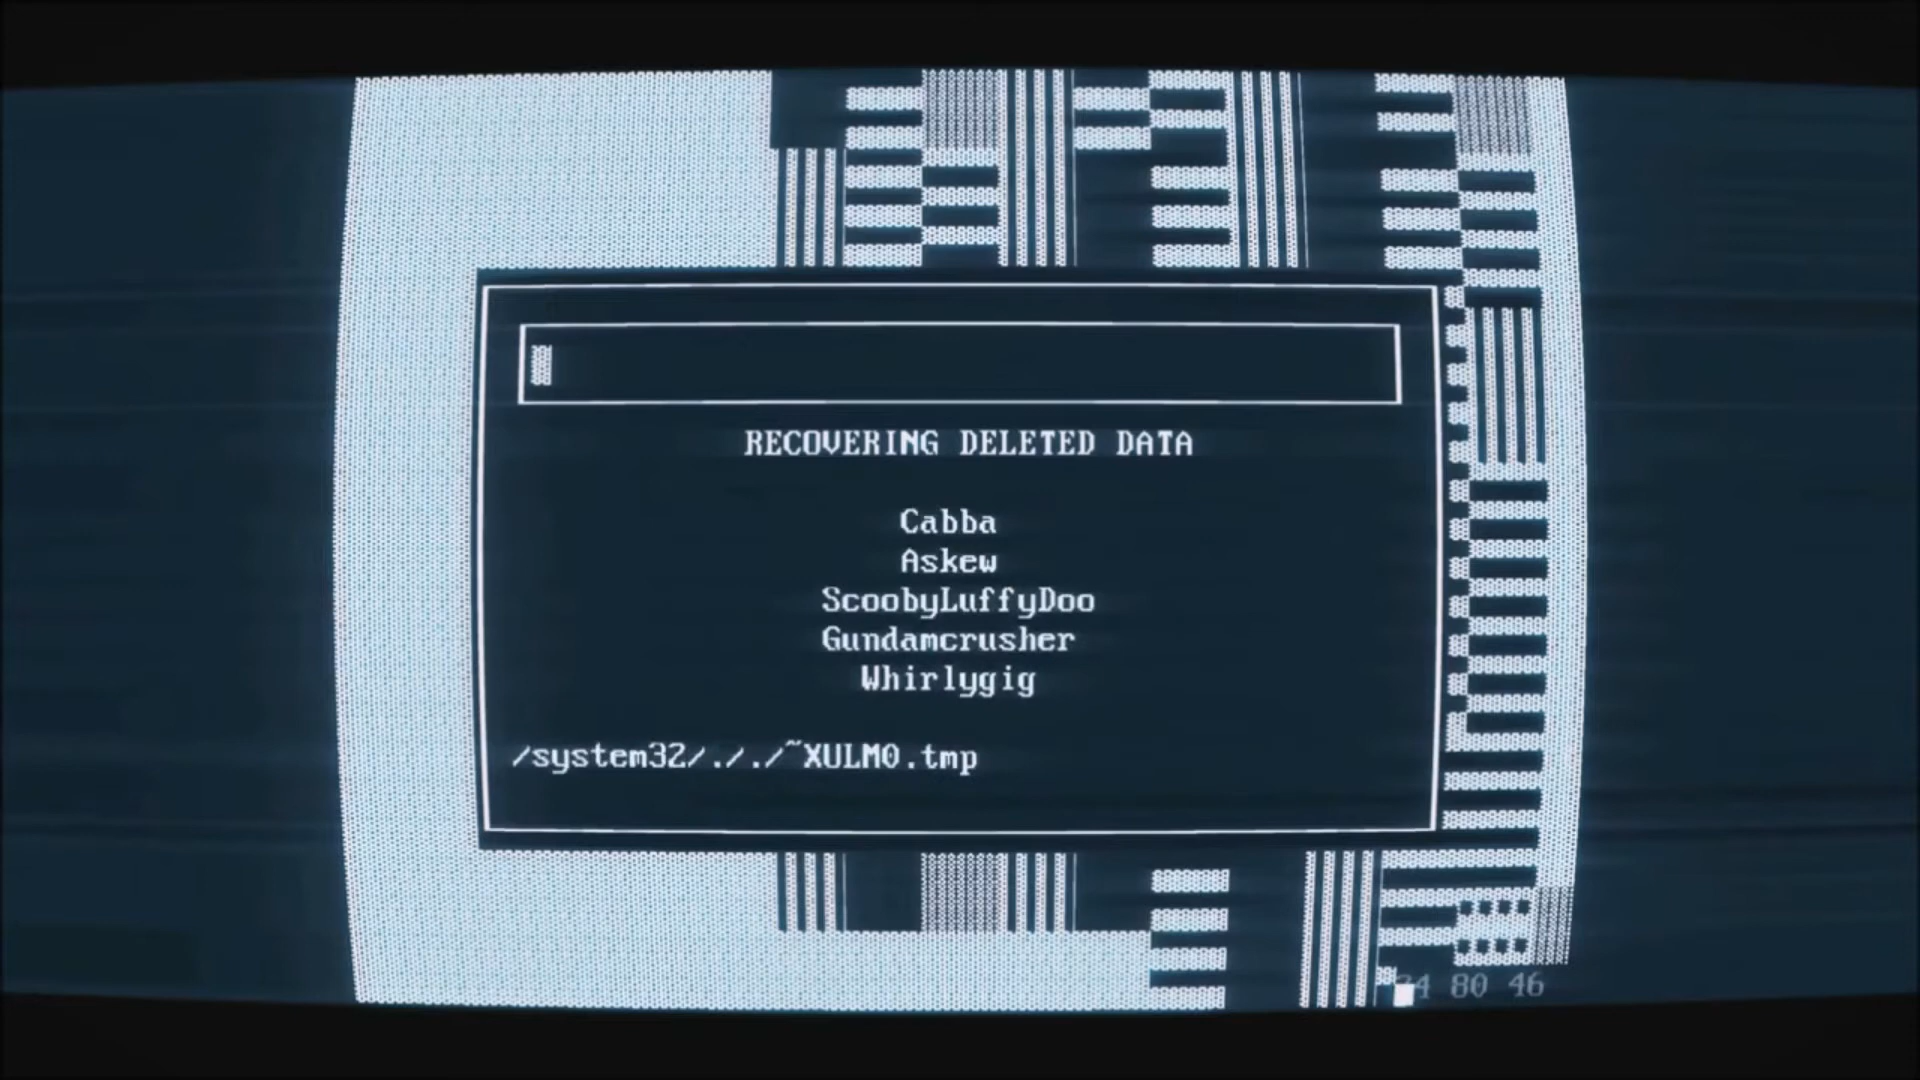 RECOVERING DELETED DATA
Cabba
Askew
ScoobyLuffyDoo
Gundamcrusher
Whirlygig
/system32/././~XULM0.tmp
80 46